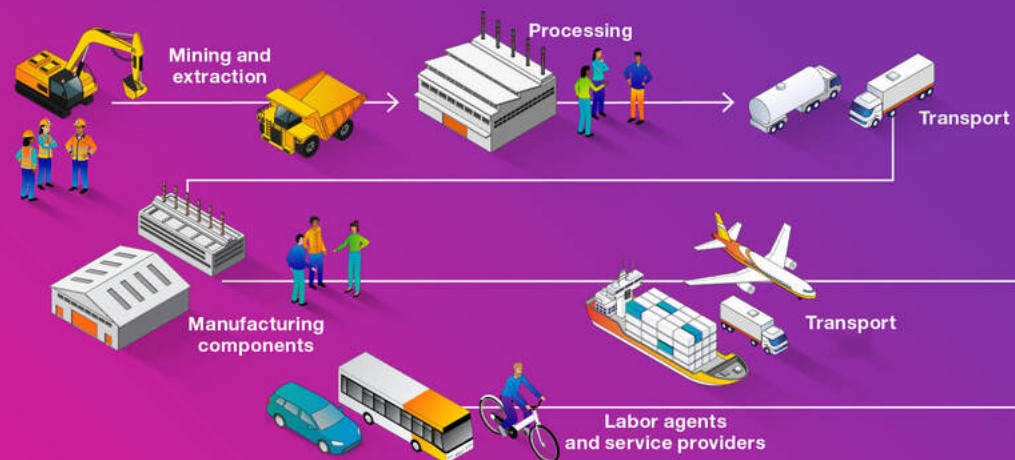 Mining and
extraction
Processing
Transport
Manufacturing
components
Transport
Labor agents
and service providers